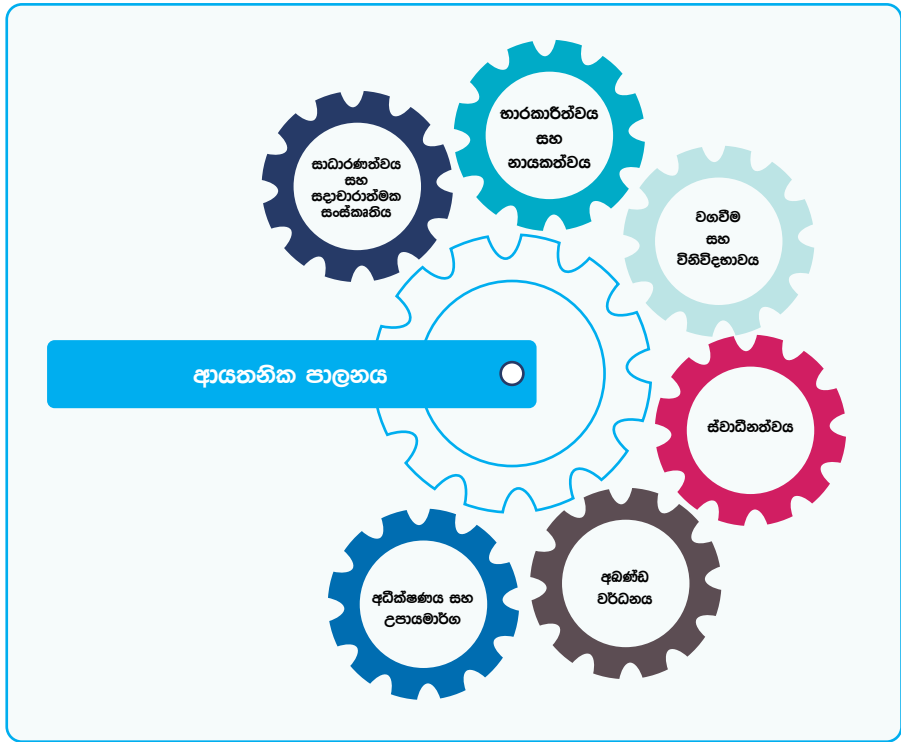 භාරකාරීත්වය
සහ
නායකත්වය
සාධාරණත්වය
සහ
සදාචාරාත්මක
සංස්කෘතිය
වගවීම
සහ
විනිවිදභාවය
ආයතනික පාලනය
ස්වාධීනත්වය
අඛණ්ඩ
වර්ධනය
අධීක්ෂණය සහ
උපායමාර්ග